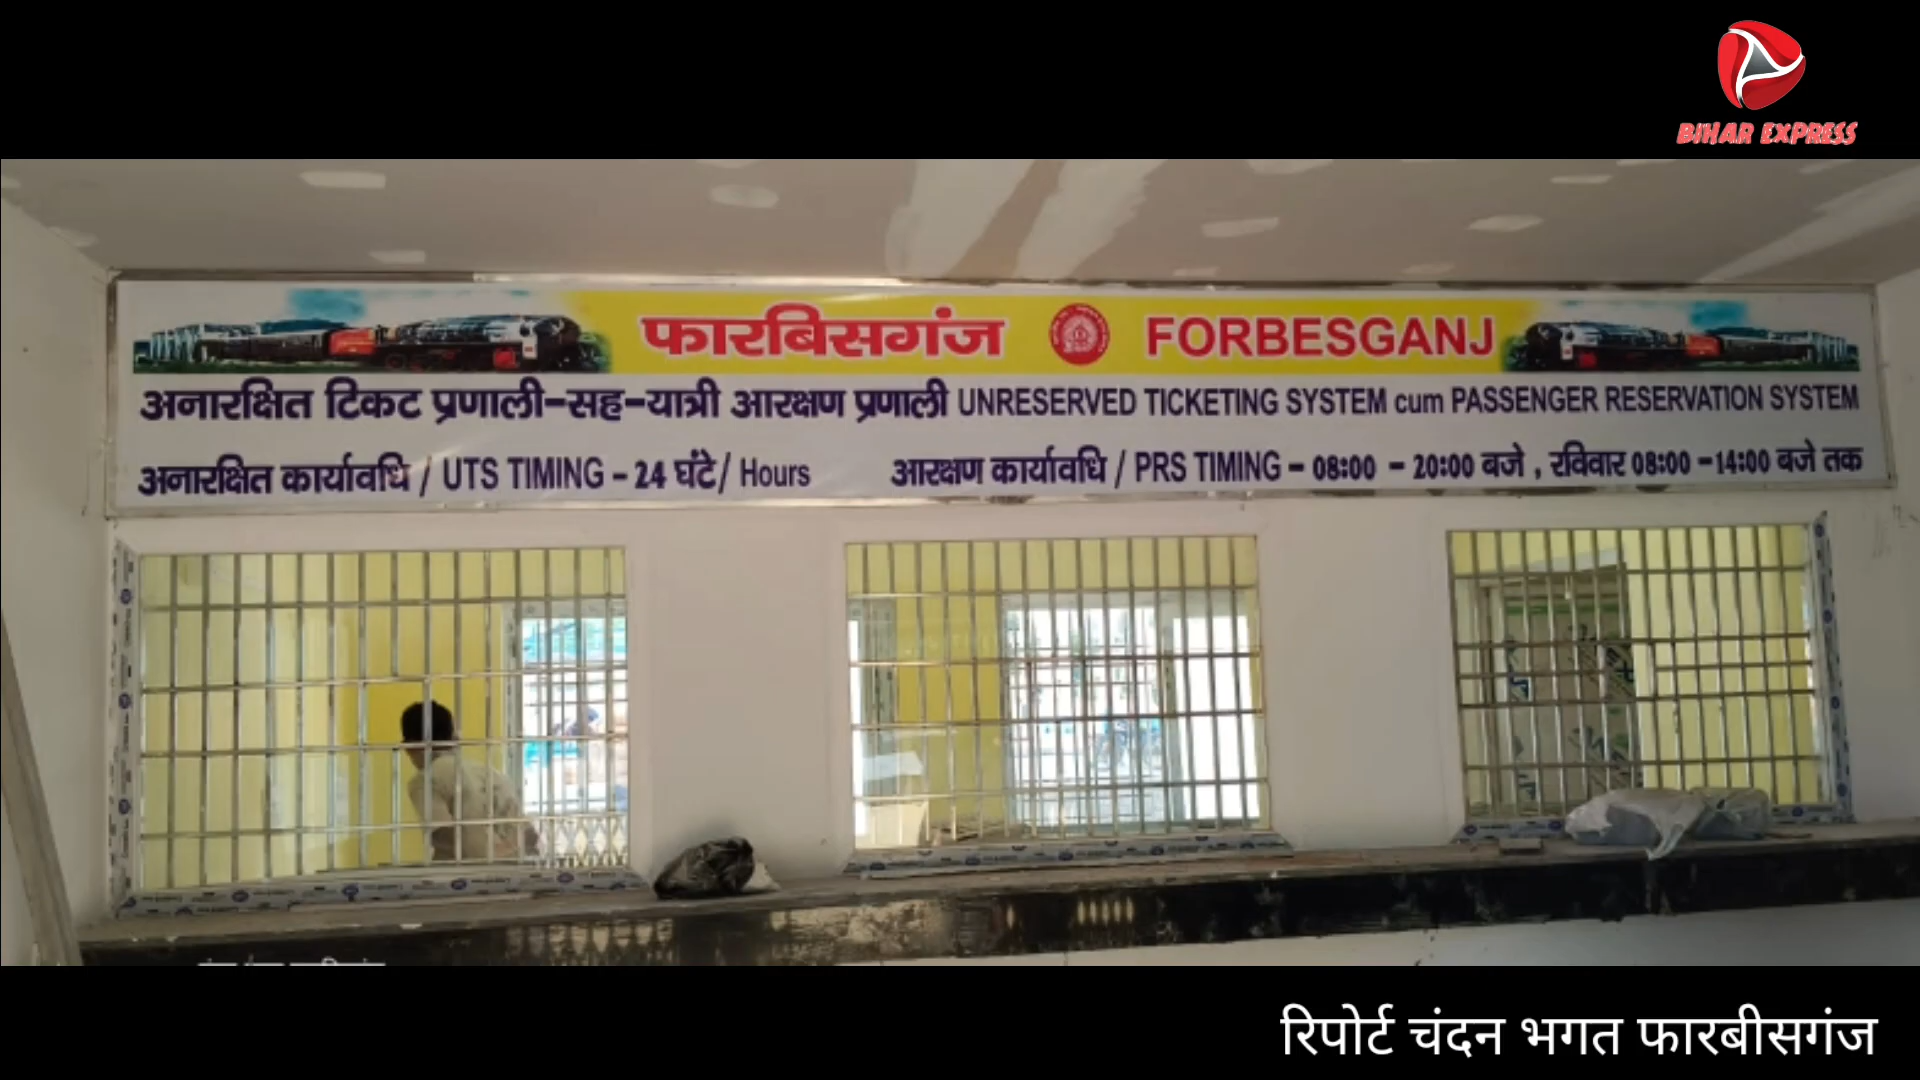 BIHAR EXPRESS
फारबिसगंज FORBESGANJ
अनारक्षित टिकट प्रणाली-सह-यात्री आरक्षण प्रणाली UNRESERVED TICKETING SYSTEM cum PASSENGER RESERVATION SYSTEM
अनारक्षित कार्यावधि / UTS TIMING - 24 घंटे/ Hours आरक्षण कार्यावधि / PRS TIMING - 08:00 - 20:00 बजे , रविवार 08:00 -14:00 बजे तक
रिपोर्ट चंदन भगत फारबीसगंज